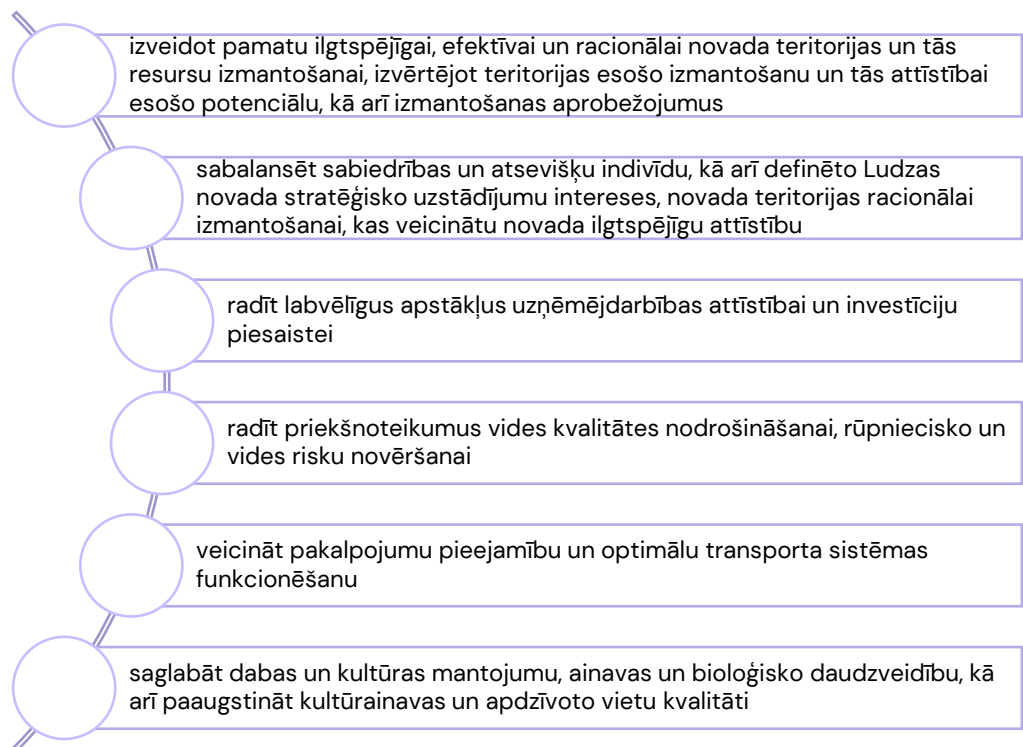 izveidot pamatu ilgtspējīgai, efektīvai un racionālai novada teritorijas un tās
resursu izmantošanai, izvērtējot teritorijas esošo izmantošanu un tās attīstībai
esošo potenciālu, kā arī izmantošanas aprobežojumus
sabalansēt sabiedrības un atsevišķu indivīdu, kā arī definēto Ludzas
novada stratēģisko uzstādījumu intereses, novada teritorijas racionālai
izmantošanai, kas veicinātu novada ilgtspējīgu attīstību
radīt labvēlīgus apstākļus uzņēmējdarbības attīstībai un investīciju
piesaistei
radīt priekšnoteikumus vides kvalitātes nodrošināšanai, rūpniecisko un
vides risku novēršanai
veicināt pakalpojumu pieejamību un optimālu transporta sistēmas
funkcionēšanu
saglabāt dabas un kultūras mantojumu, ainavas un bioloģisko daudzveidību, kā
arī paaugstināt kultūrainavas un apdzīvoto vietu kvalitāti